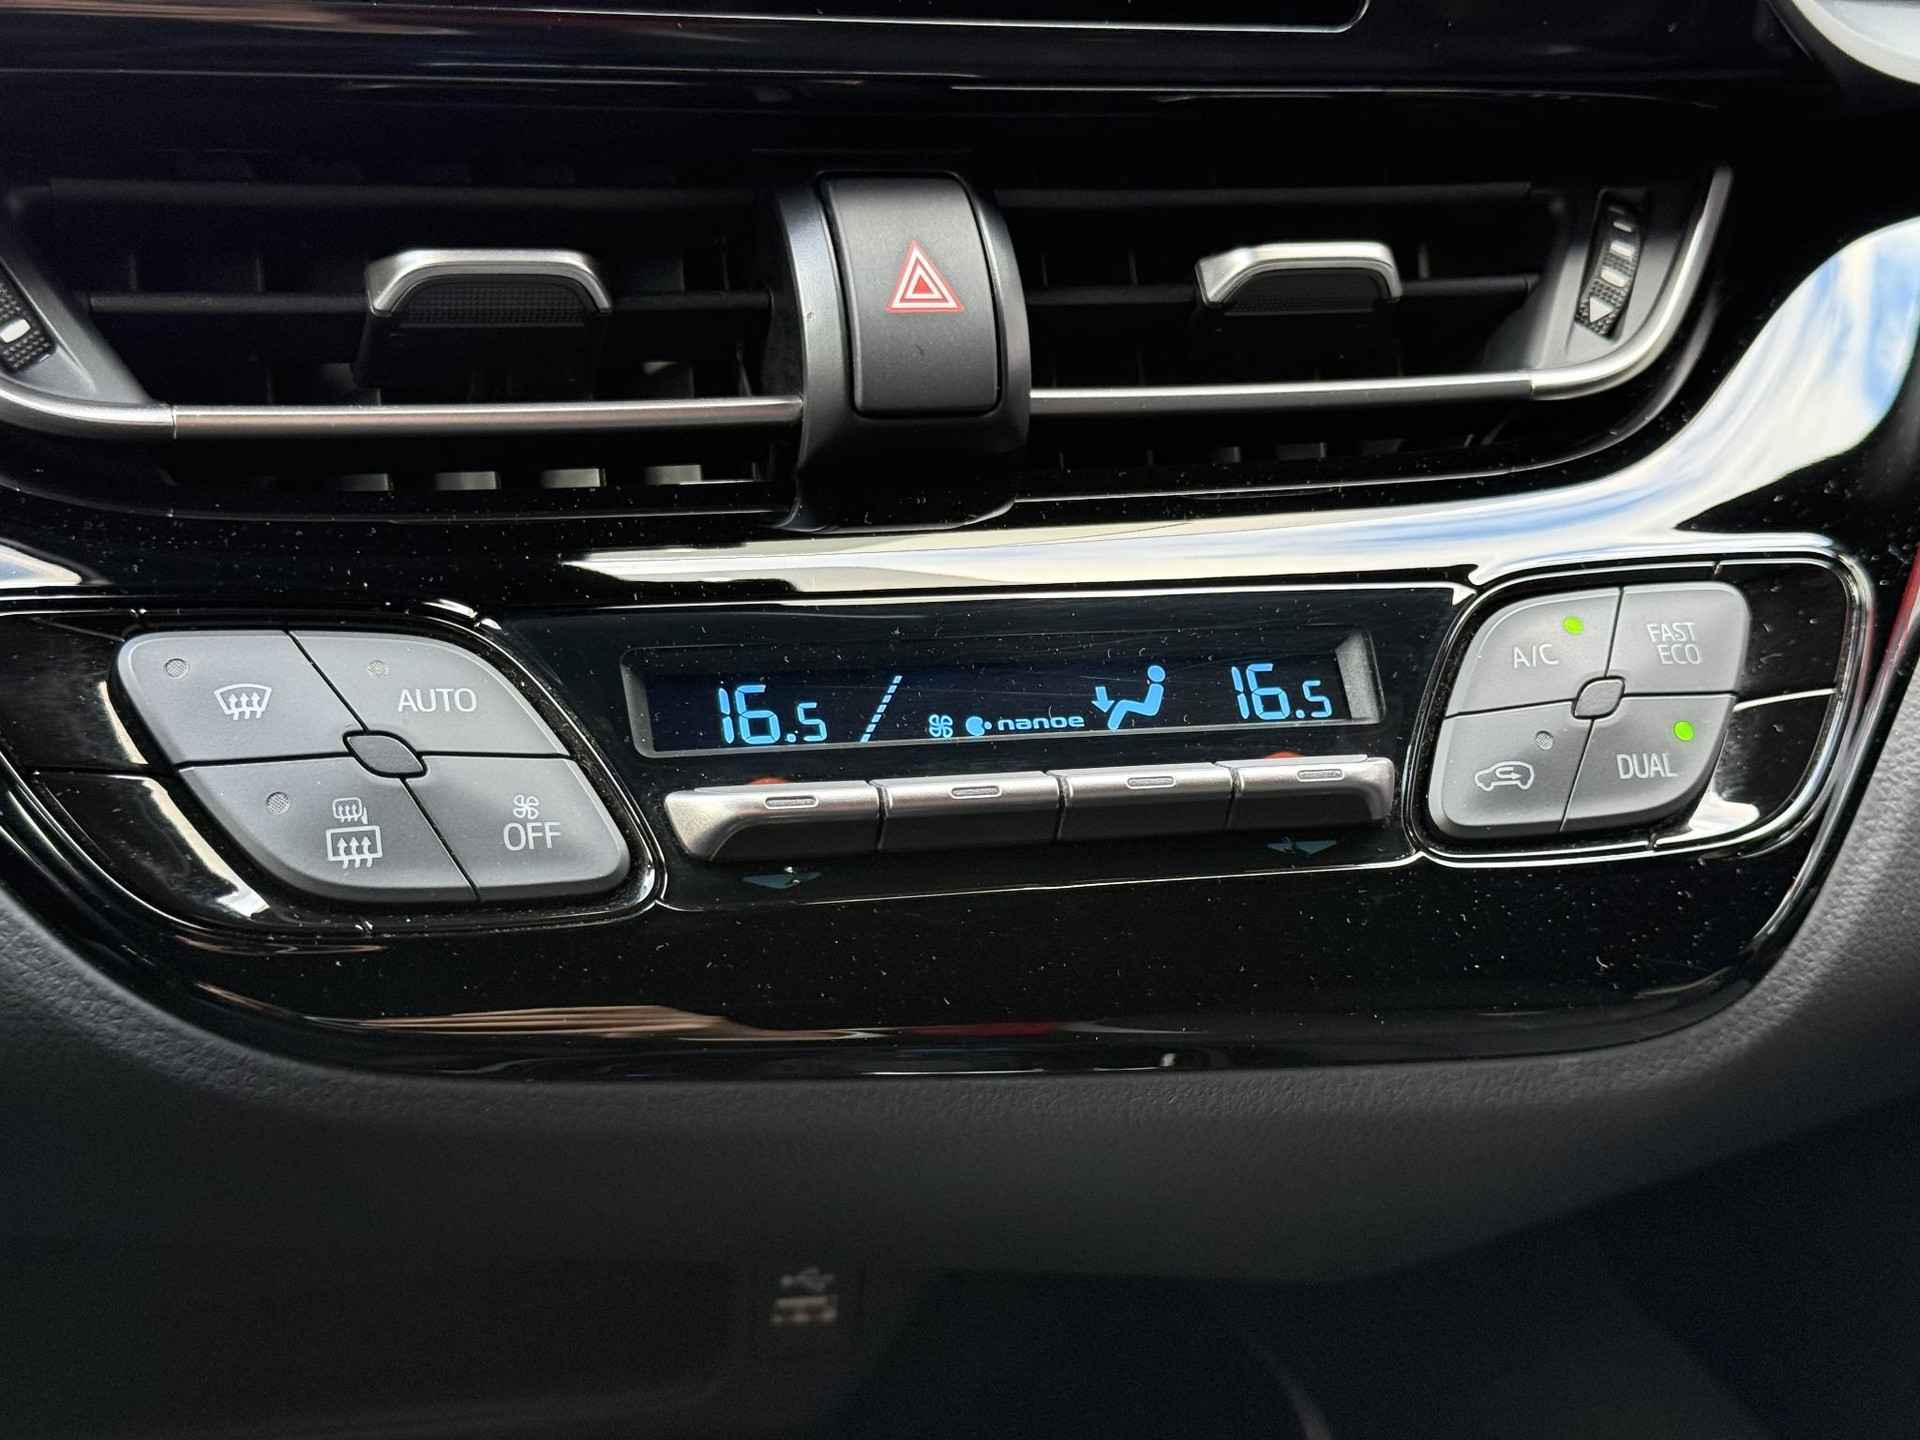 16.5
nanoe
16.5
A/C
FAST
ECO
AUTO
OFF
DUAL